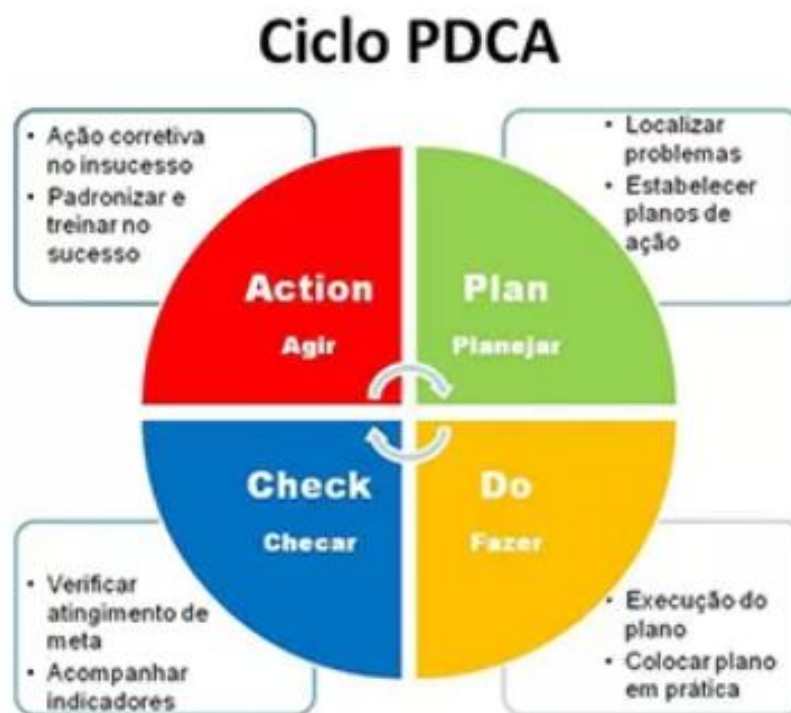 Ciclo PDCA
• Ação corretiva
no insucesso
• Padronizar e
treinar no
sucesso
• Localizar
problemas
• Estabelecer
planos de
ação
Action
Agir
Plan
Planejar
Check
Checar
Do
Fazer
• Verificar
atingimento de
meta
• Acompanhar
indicadores
• Execução do
plano
• Colocar plano
em prática